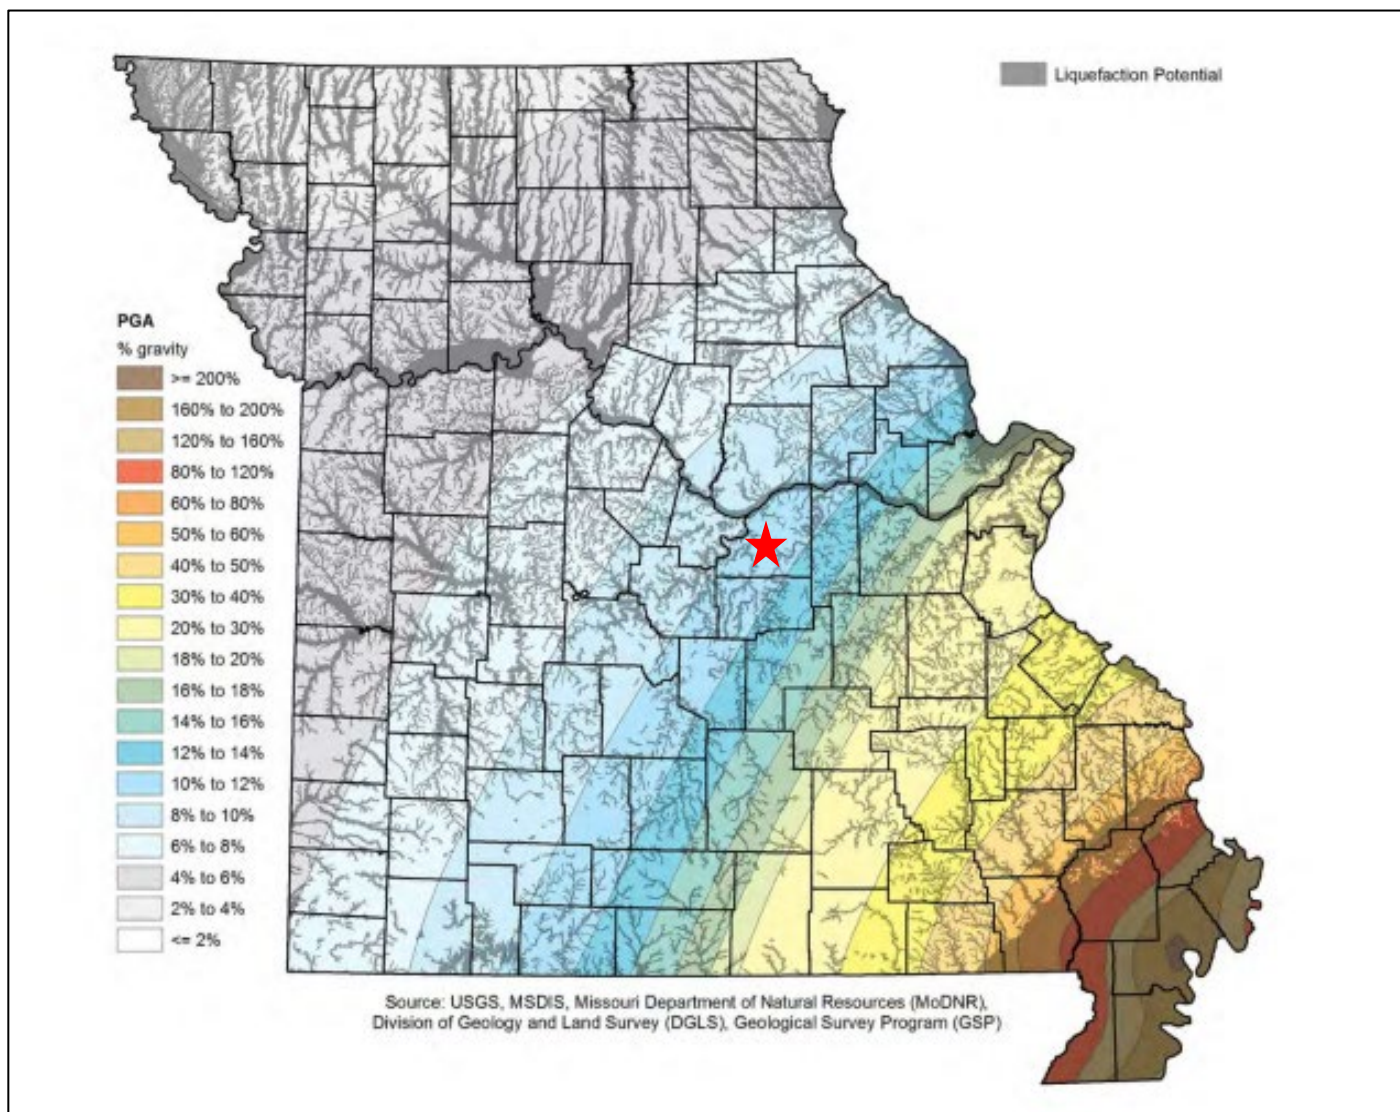 Liquefaction Potential
PGA
% gravity
>= 200%
160% to 200%
120% to 160%
80% to 120%
60% to 80%
50% to 60%
40% to 50%
30% to 40%
20% to 30%
18% to 20%
16% to 18%
14% to 16%
12% to 14%
10% to 12%
8% to 10%
6% to 8%
4% to 6%
2% to 4%
<= 2%
Source: USGS, MSDIS, Missouri Department of Natural Resources (MoDNR),
Division of Geology and Land Survey (DGLS), Geological Survey Program (GSP)